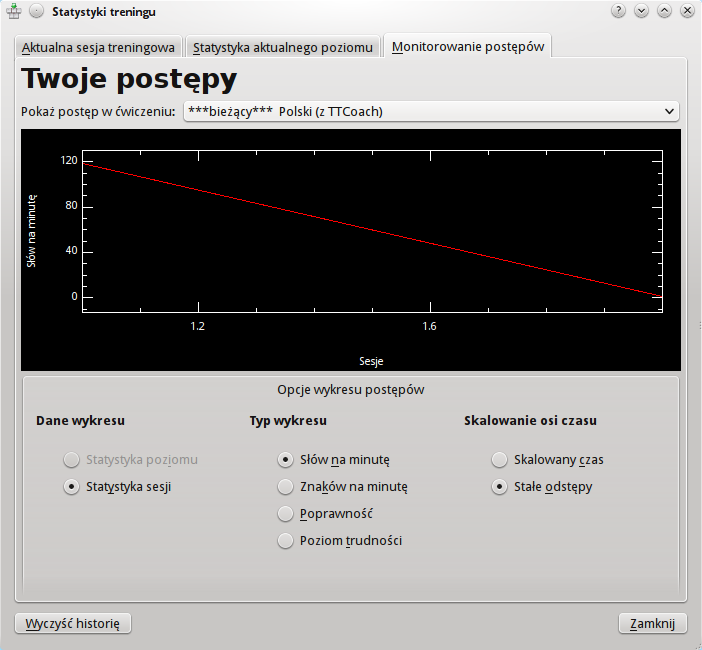 Statystyki treningu
Aktualna sesja treningowa Statystyka aktualnego poziomu Monitorowanie postępów
Twoje postępy
Pokaż postęp w ćwiczeniu: ***bieżący*** Polski (z TTCoach)
120
80
40
0
Słów na minutę
1.2 1.6
Sesje
Opcje wykresu postępów
Dane wykresu Typ wykresu Skalowanie osi czasu
Statystyka poziomu Słów na minutę Skalowany czas
Statystyka sesji Znaków na minutę Stałe odstępy
Poprawność
Poziom trudności
Wyczyść historię Zamknij